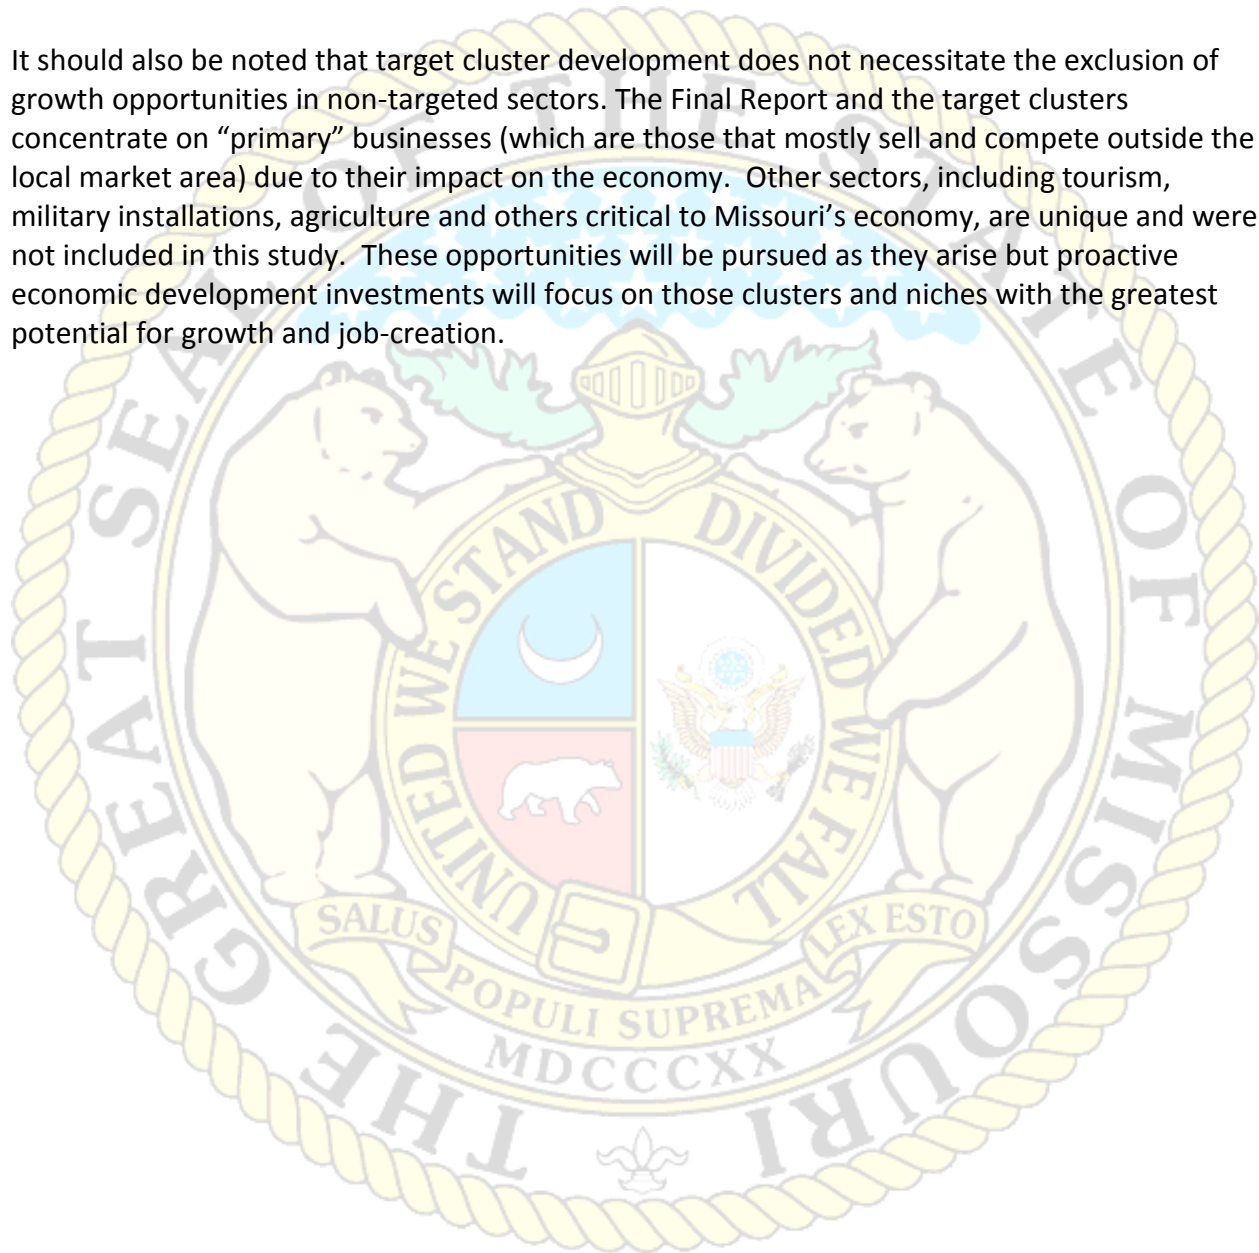 It should also be noted that target cluster development does not necessitate the exclusion of
growth opportunities in non-targeted sectors. The Final Report and the target clusters
concentrate on “primary” businesses (which are those that mostly sell and compete outside the
local market area) due to their impact on the economy.  Other sectors, including tourism,
military installations, agriculture and others critical to Missouri’s economy, are unique and were
not included in this study.  These opportunities will be pursued as they arise but proactive
economic development investments will focus on those clusters and niches with the greatest
potential for growth and job-creation.
THE GREAT SEAL OF THE STATE OF MISSOURI
UNITED WE STAND DIVIDED WE FALL
SALUS POPULI SUPREMA LEX ESTO
MDCCCXX